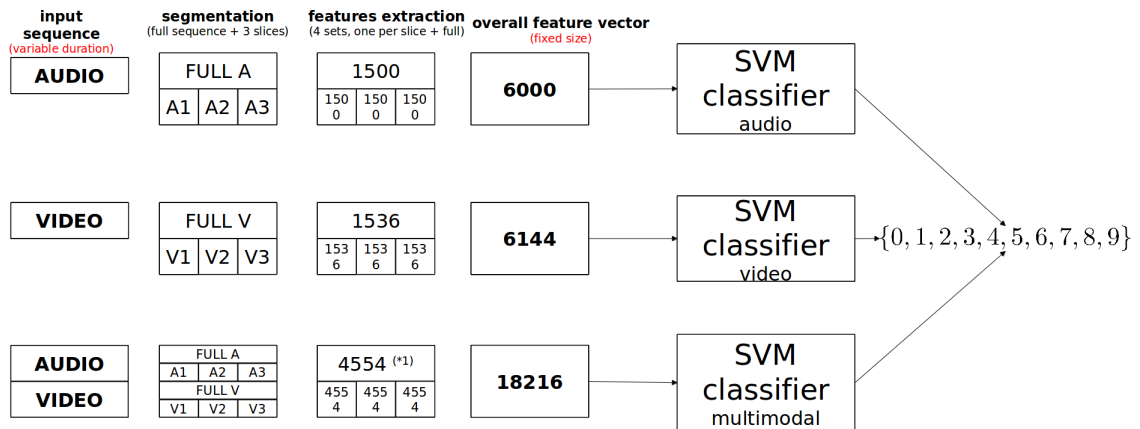 input
sequence
(variable duration)
segmentation
(full sequence + 3 slices)
features extraction
(4 sets, one per slice + full)
overall feature vector
(fixed size)
AUDIO
FULL A
A1 A2 A3
1500
150 150 150
0 0 0
6000
SVM
classifier
audio
VIDEO
FULL V
V1 V2 V3
1536
153 153 153
6 6 6
6144
SVM
classifier
video
{0, 1, 2, 3, 4, 5, 6, 7, 8, 9}
AUDIO
VIDEO
FULL A
A1 A2 A3
FULL V
V1 V2 V3
4554 (*1)
455 455 455
4 4 4
18216
SVM
classifier
multimodal